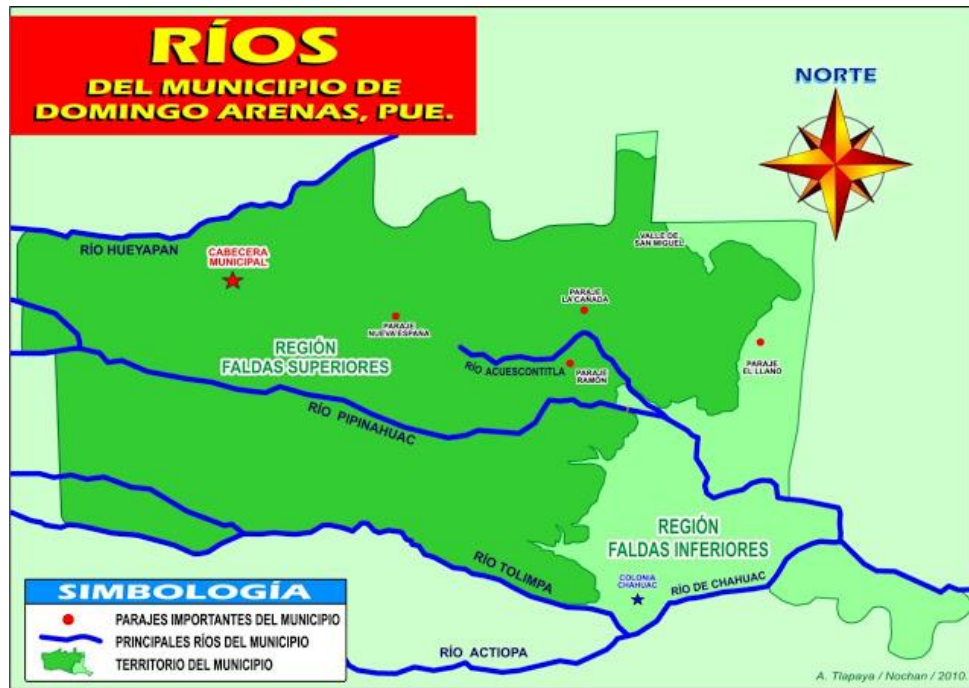 RÍOS
DEL MUNICIPIO DE
DOMINGO ARENAS, PUE.
NORTE
RÍO HUEYAPAN
CABECERA
MUNICIPAL
VALLE DE
SAN MIGUEL
PARAJE
LA CAÑADA
PARAJE
NUEVA ESPAÑA
REGIÓN
FALDAS SUPERIORES
RÍO ACUESCONTITLA
PARAJE
RAMÓN
PARAJE
EL LLANO
RÍO PIPINAHUAC
REGIÓN
FALDAS INFERIORES
RÍO TOLIMPA
COLONIA
CHAHUAC
RÍO DE CHAHUAC
RÍO ACTIOPA
SIMBOLOGÍA
PARAJES IMPORTANTES DEL MUNICIPIO
PRINCIPALES RÍOS DEL MUNICIPIO
TERRITORIO DEL MUNICIPIO
A. Tlapaya / Nochan / 2010.